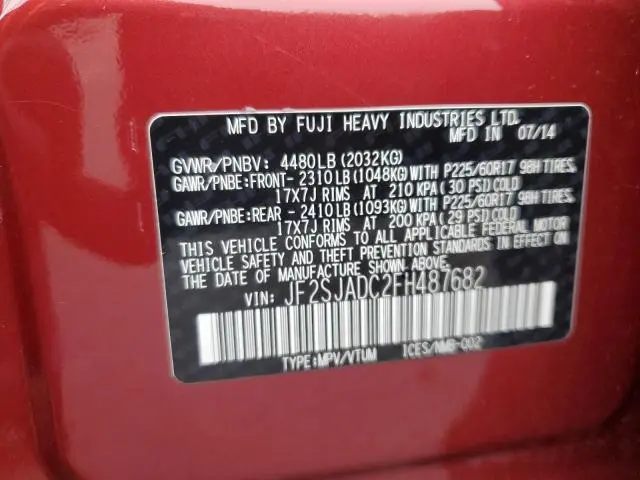 MFD BY FUJI HEAVY INDUSTRIES LTD.
MFD IN 07/14
GVWR/PNBV: 4480LB(2032KG)
GAWR/PNBE:FRONT- 2310LB(1048KG)WITH P225/60R17 98H TIRES,
17X7J RIMS AT 210 KPA(30 PSI)COLD
GAWR/PNBE:REAR - 2410LB(1093KG)WITH P225/60R17 98H TIRES,
17X7J RIMS AT 200 KPA(29 PSI)COLD
THIS VEHICLE CONFORMS TO ALL APPLICABLE FEDERAL MOTOR
VEHICLE SAFETY AND THEFT PREVENTION STANDARDS IN EFFECT ON
THE DATE OF MANUFACTURE SHOWN ABOVE.
VIN: JF2SJADC2FH487682
TYPE:MPV/VTUM ICES/NMB-002